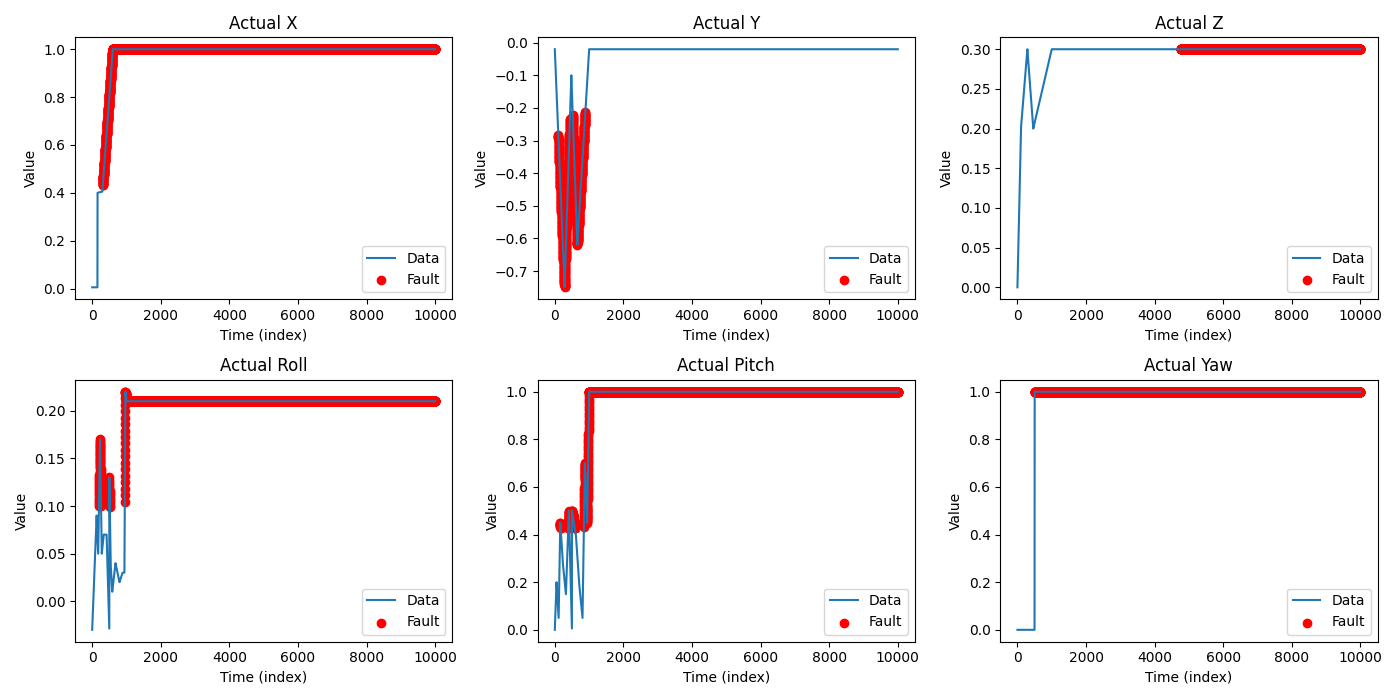 Actual X
Actual Y
Actual Z
1.0
0.8
0.6
0.4
0.2
0.0
Value
0 2000 4000 6000 8000 10000
Time (index)
Data
Fault
0.0
−0.1
−0.2
−0.3
−0.4
−0.5
−0.6
−0.7
Value
0 2000 4000 6000 8000 10000
Time (index)
Data
Fault
0.30
0.25
0.20
0.15
0.10
0.05
0.00
Value
0 2000 4000 6000 8000 10000
Time (index)
Data
Fault
Actual Roll
Actual Pitch
Actual Yaw
0.20
0.15
0.10
0.05
0.00
Value
0 2000 4000 6000 8000 10000
Time (index)
Data
Fault
1.0
0.8
0.6
0.4
0.2
0.0
Value
0 2000 4000 6000 8000 10000
Time (index)
Data
Fault
1.0
0.8
0.6
0.4
0.2
0.0
Value
0 2000 4000 6000 8000 10000
Time (index)
Data
Fault